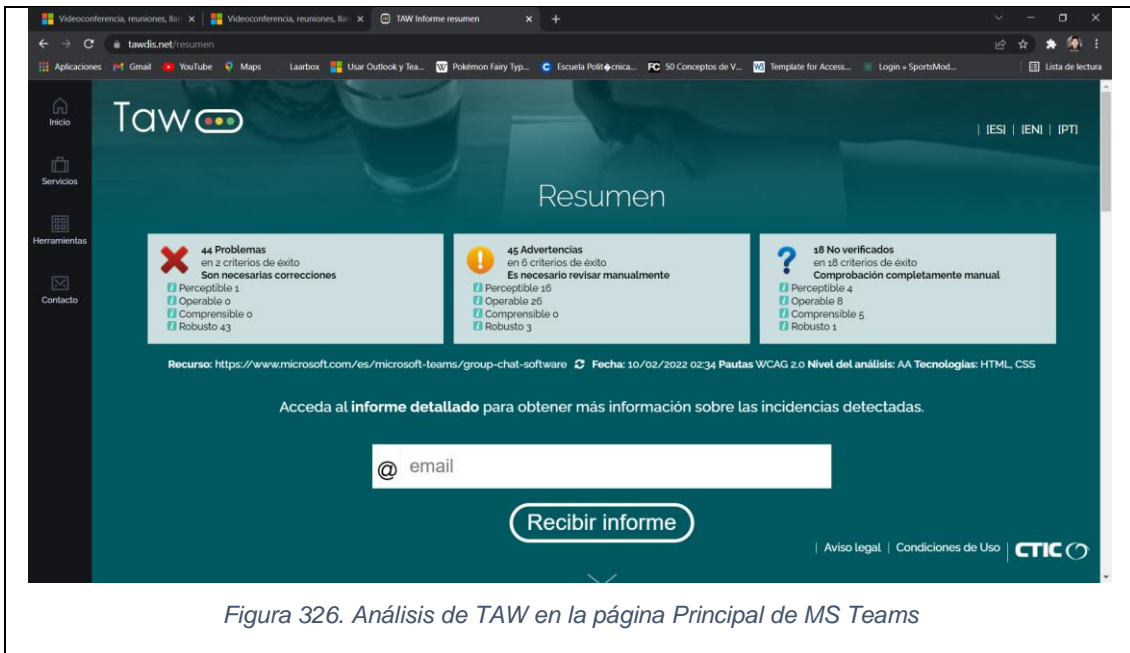 Videoconferencia, reuniones, llar
Videoconferencia, reuniones, llar
TAW Informe resumen
tawdis.net/resumen
Aplicaciones
Gmail
YouTube
Maps
Laarbox
Usar Outlook y Tea...
Pokémon Fairy Typ...
Escuela Polit�cnica...
50 Conceptos de V...
Template for Access...
Login » SportsMod...
Lista de lectura
Inicio
Servicios
Herramientas
Contacto
Taw
| [ES] | [EN] | [PT]
Resumen
44 Problemas
en 2 criterios de éxito
Son necesarias correcciones
Perceptible 1
Operable 0
Comprensible 0
Robusto 43
45 Advertencias
en 6 criterios de éxito
Es necesario revisar manualmente
Perceptible 16
Operable 26
Comprensible 0
Robusto 3
18 No verificados
en 18 criterios de éxito
Comprobación completamente manual
Perceptible 4
Operable 8
Comprensible 5
Robusto 1
Recurso: https://www.microsoft.com/es/microsoft-teams/group-chat-software Fecha: 10/02/2022 02:34 Pautas WCAG 2.0 Nivel del análisis: AA Tecnologías: HTML, CSS
Acceda al informe detallado para obtener más información sobre las incidencias detectadas.
@ email
Recibir informe
| Aviso legal | Condiciones de Uso | CTIC
Figura 326. Análisis de TAW en la página Principal de MS Teams